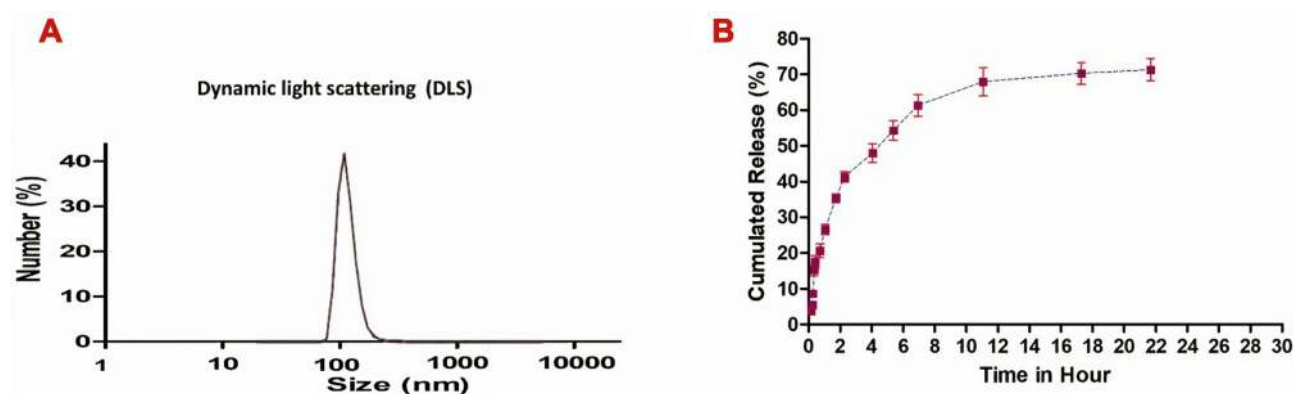 A
Dynamic light scattering (DLS)
Number (%)
40
30
20
10
0
1
10
100
1000
10000
Size (nm)
B
Cumulated Release (%)
80
70
60
50
40
30
20
10
0
0 2 4 6 8 10 12 14 16 18 20 22 24 26 28 30
Time in Hour